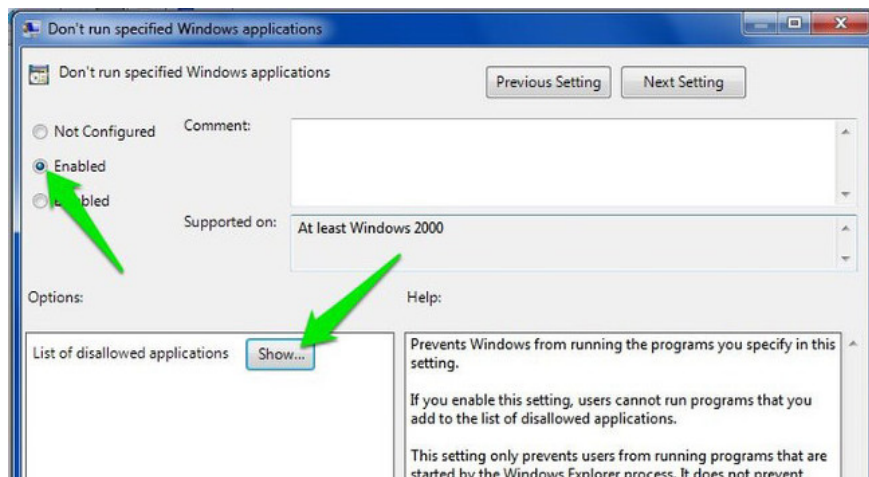 Don't run specified Windows applications
Don't run specified Windows applications
Previous Setting
Next Setting
Not Configured
Comment:
Enabled
Supported on:
At least Windows 2000
Options:
Help:
List of disallowed applications
Show...
Prevents Windows from running the programs you specify in this
setting.
If you enable this setting, users cannot run programs that you
add to the list of disallowed applications.
This setting only prevents users from running programs that are
started by the Windows Explorer process. It does not prevent